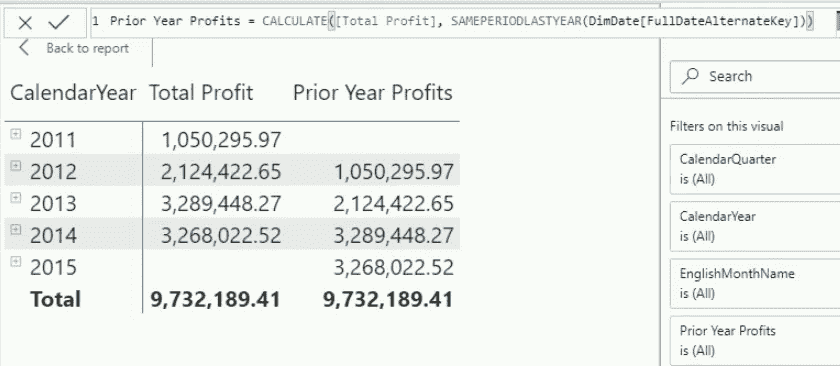 1 Prior Year Profits = CALCULATE([Total Profit], SAMEPERIODLASTYEAR(DimDate[FullDateAlternateKey]))
Back to report
CalendarYear Total Profit Prior Year Profits
2011 1,050,295.97
2012 2,124,422.65 1,050,295.97
2013 3,289,448.27 2,124,422.65
2014 3,268,022.52 3,289,448.27
2015 3,268,022.52
Total 9,732,189.41 9,732,189.41
Search
Filters on this visual
CalendarQuarter
is (All)
CalendarYear
is (All)
EnglishMonthName
is (All)
Prior Year Profits
is (All)